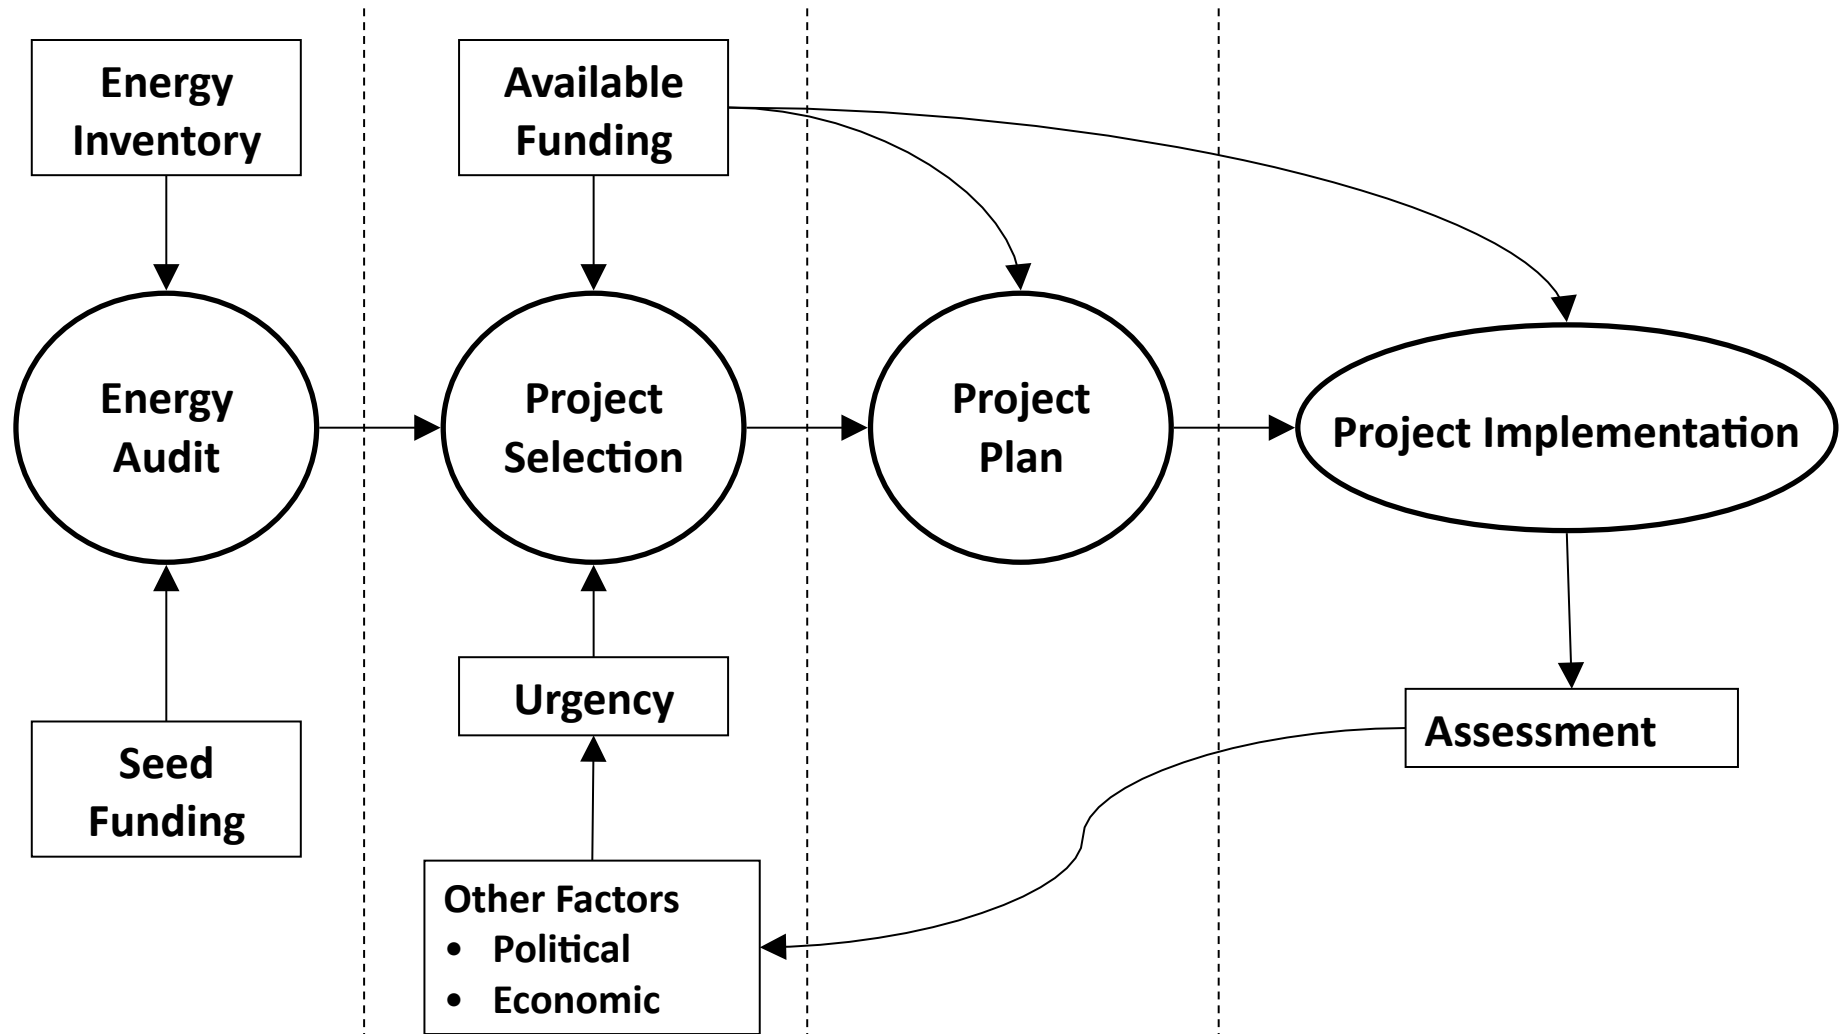 Energy
Inventory
Available
Funding
Energy
Audit
Project
Selection
Project
Plan
Project Implementation
Urgency
Assessment
Seed
Funding
Other Factors
• Political
• Economic